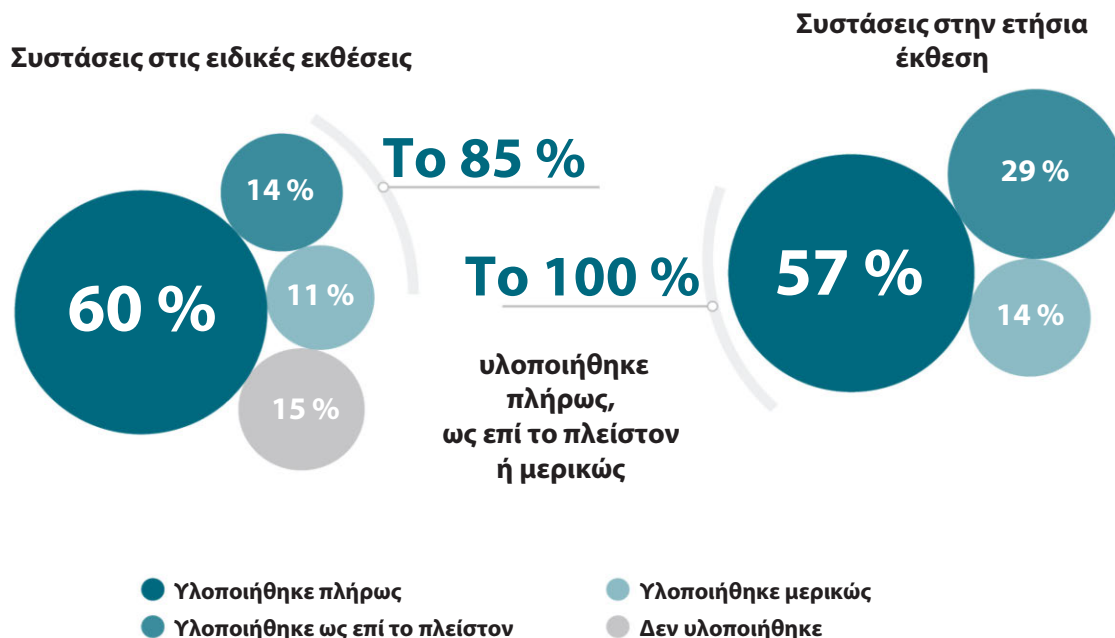 Συστάσεις στις ειδικές εκθέσεις
60 %
14 %
11 %
15 %
Το 85 %
Το 100 %
υλοποιήθηκε
πλήρως,
ως επί το πλείστον
ή μερικώς
Συστάσεις στην ετήσια
έκθεση
57 %
29 %
14 %
Υλοποιήθηκε πλήρως
Υλοποιήθηκε ως επί το πλείστον
Υλοποιήθηκε μερικώς
Δεν υλοποιήθηκε